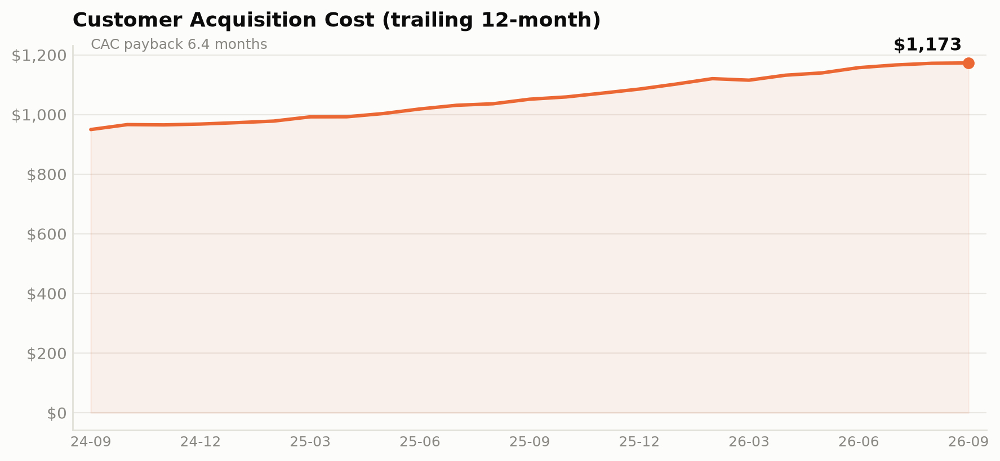 Customer Acquisition Cost (trailing 12-month)
CAC payback 6.4 months
$1,173
$1,200
$1,000
$800
$600
$400
$200
$0
24-09 24-12 25-03 25-06 25-09 25-12 26-03 26-06 26-09